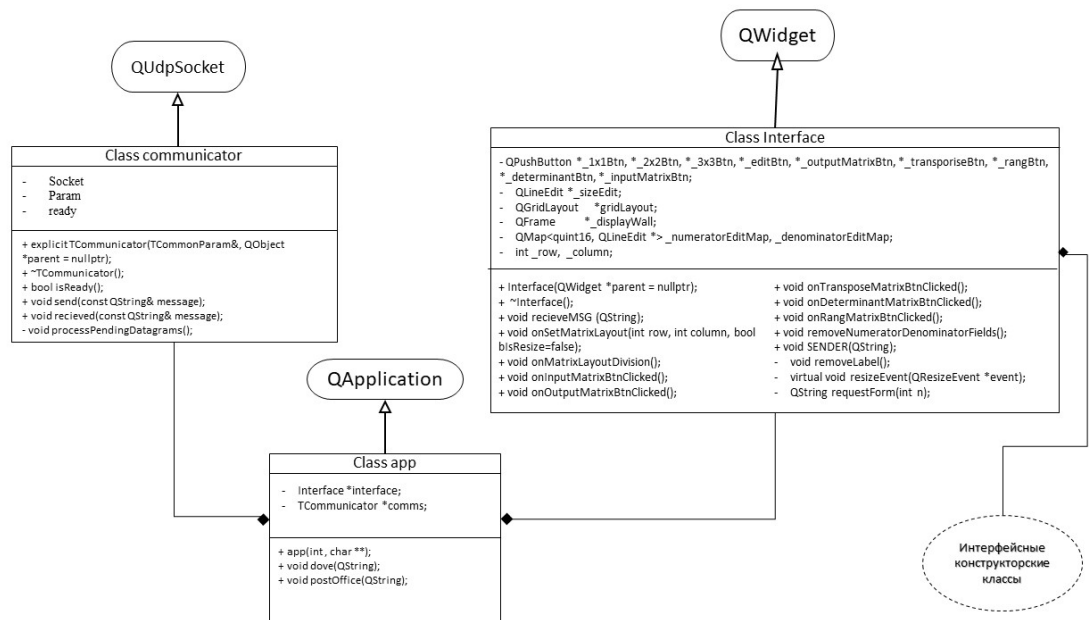 QUdpSocket
Class communicator
- Socket
- Param
- ready
+ explicit TCommunicator(TCommonParam&, QObject
*parent = nullptr);
+ ~TCommunicator();
+ bool isReady();
+ void send(const QString& message);
+ void recieved(const QString& message);
- void processPendingDatagrams();
QWidget
Class Interface
- QPushButton *_1x1Btn, *_2x2Btn, *_3x3Btn, *_editBtn, *_outputMatrixBtn, *_transporiseBtn, *_rangBtn,
*_determinantBtn, *_inputMatrixBtn;
- QLineEdit *_sizeEdit;
- QGridLayout *gridLayout;
- QFrame *_displayWall;
- QMap<quint16, QLineEdit *> _numeratorEditMap, _denominatorEditMap;
- int _row, _column;
+ Interface(QWidget *parent = nullptr);
+ ~Interface();
+ void recieveMSG (QString);
+ void onSetMatrixLayout(int row, int column, bool
bIsResize=false);
+ void onMatrixLayoutDivision();
+ void onInputMatrixBtnClicked();
+ void onOutputMatrixBtnClicked();
+ void onTransposeMatrixBtnClicked();
+ void onDeterminantMatrixBtnClicked();
+ void onRangMatrixBtnClicked();
+ void removeNumeratorDenominatorFields();
+ void SENDER(QString);
- void removeLabel();
- virtual void resizeEvent(QResizeEvent *event);
- QString requestForm(int n);
QApplication
Class app
- Interface *interface;
- TCommunicator *comms;
+ app(int, char **);
+ void dove(QString);
+ void postOffice(QString);
Интерфейсные
конструкторские
классы